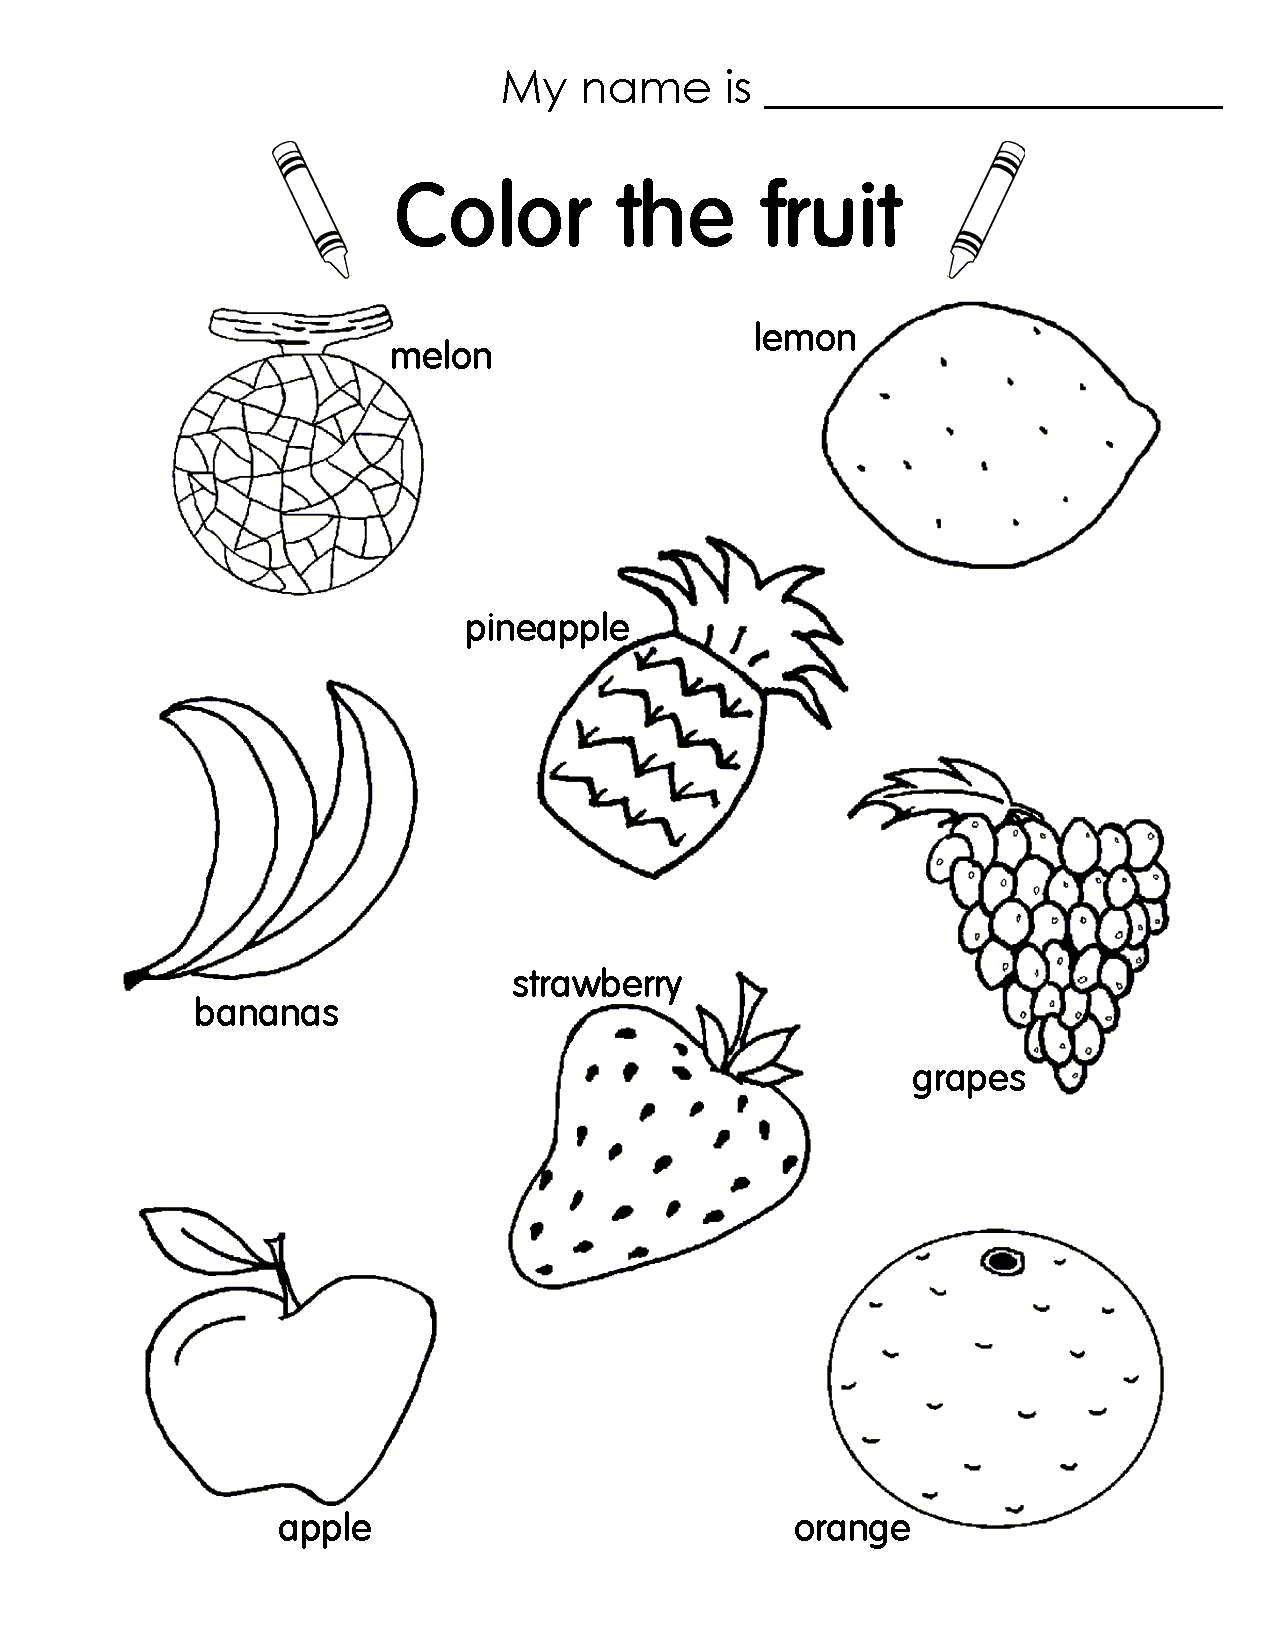 My name is
Color the fruit
melon
lemon
pineapple
bananas
strawberry
grapes
apple
orange